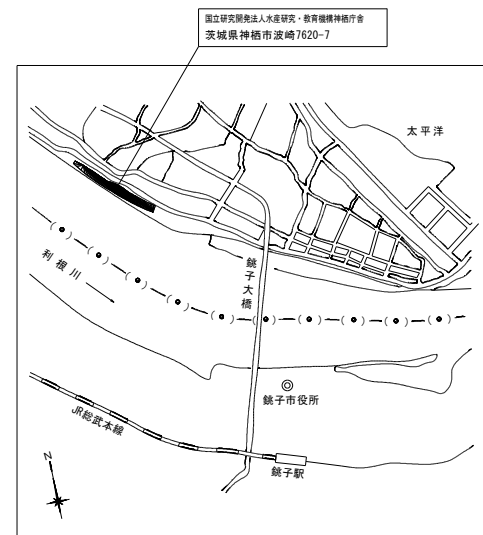 国立研究開発法人水産研究・教育機構神栖庁舎
茨城県神栖市波崎7620-7
太平洋
銚子大橋
利根川
銚子市役所
JR総武本線
銚子駅
N